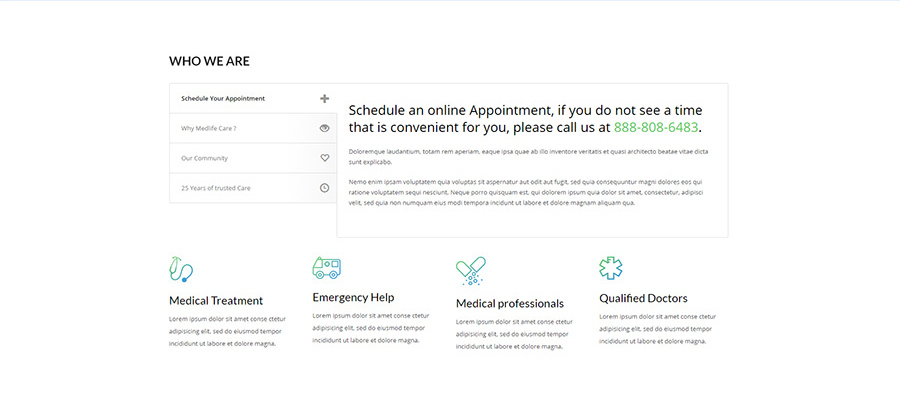 WHO WE ARE
Schedule Your Appointment
Why Medlife Care ?
Our Community
25 Years of trusted Care
Schedule an online Appointment, if you do not see a time
that is convenient for you, please call us at 888-808-6483.
Doloremque laudantium, totam rem aperiam, eaque ipsa quae ab illo inventore veritatis et quasi architecto beatae vitae dicta
sunt explicabo.
Nemo enim ipsam voluptatem quia voluptas sit aspernatur aut odit aut fugit, sed quia consequuntur magni dolores eos qui
ratione voluptatem sequi nesciunt. Neque porro quisquam est, qui dolorem ipsum quia dolor sit amet, consectetur, adipisci
velit, sed quia non numquam eius modi tempora incidunt ut labore et dolore magnam aliquam qua.
Medical Treatment
Lorem ipsum dolor sit amet conse ctetur
adipisicing elit, sed do eiusmod tempor
incididunt ut labore et dolore magna.
Emergency Help
Lorem ipsum dolor sit amet conse ctetur
adipisicing elit, sed do eiusmod tempor
incididunt ut labore et dolore magna.
Medical professionals
Lorem ipsum dolor sit amet conse ctetur
adipisicing elit, sed do eiusmod tempor
incididunt ut labore et dolore magna.
Qualified Doctors
Lorem ipsum dolor sit amet conse ctetur
adipisicing elit, sed do eiusmod tempor
incididunt ut labore et dolore magna.